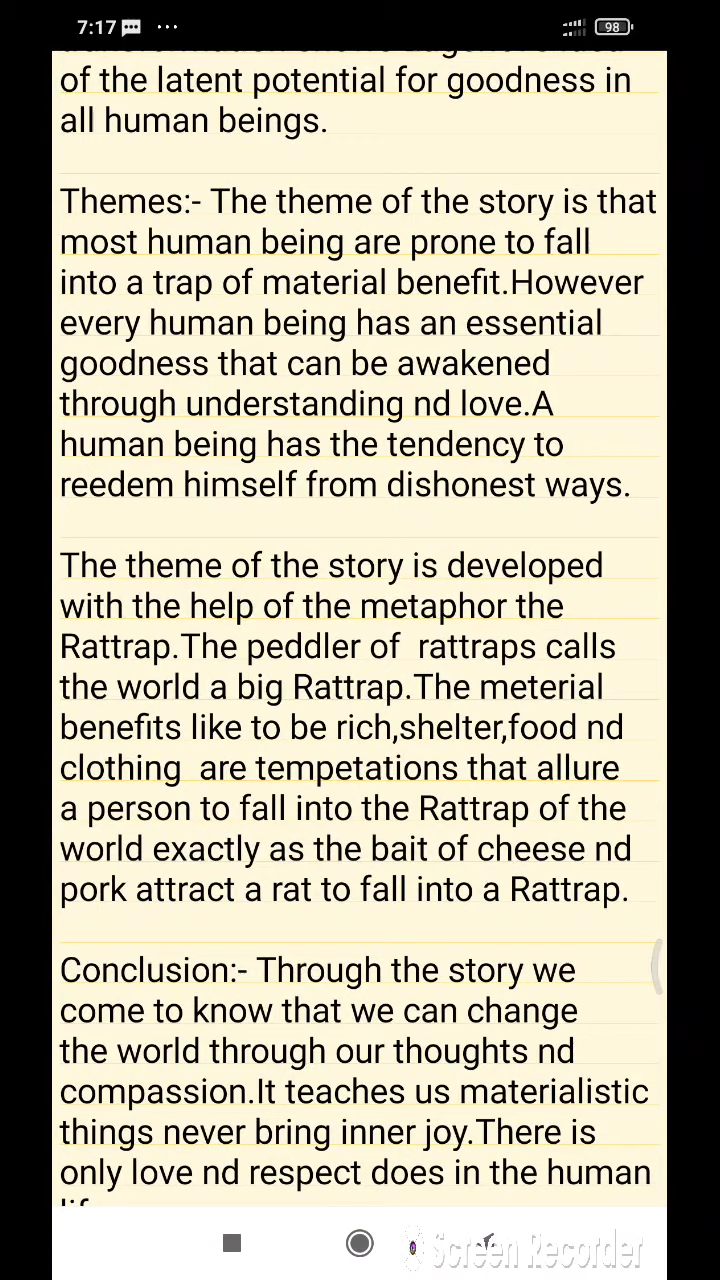 7:17
98
of the latent potential for goodness in
all human beings.
Themes:- The theme of the story is that
most human being are prone to fall
into a trap of material benefit.However
every human being has an essential
goodness that can be awakened
through understanding nd love.A
human being has the tendency to
reedem himself from dishonest ways.
The theme of the story is developed
with the help of the metaphor the
Rattrap.The peddler of  rattraps calls
the world a big Rattrap.The meterial
benefits like to be rich,shelter,food nd
clothing  are tempetations that allure
a person to fall into the Rattrap of the
world exactly as the bait of cheese nd
pork attract a rat to fall into a Rattrap.
Conclusion:- Through the story we
come to know that we can change
the world through our thoughts nd
compassion.It teaches us materialistic
things never bring inner joy.There is
only love nd respect does in the human
Screen Recorder